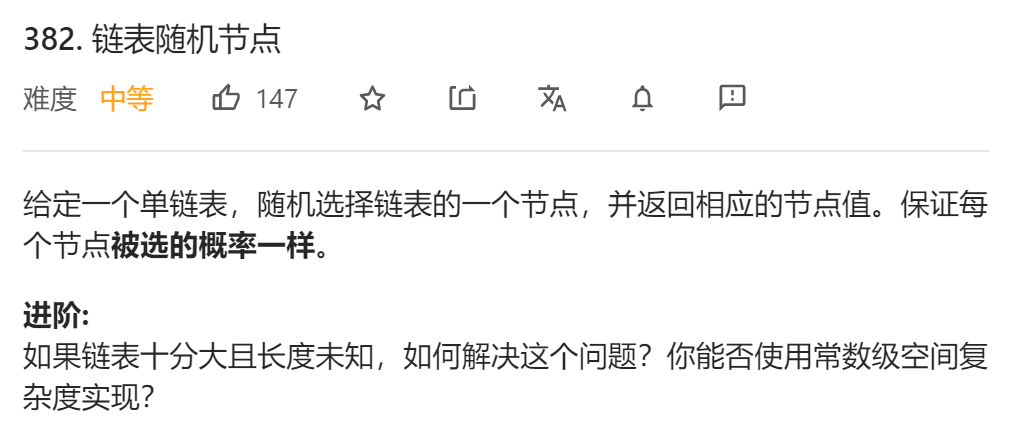 382. 链表随机节点
难度 中等 147
给定一个单链表，随机选择链表的一个节点，并返回相应的节点值。保证每
个节点被选的概率一样。
进阶:
如果链表十分大且长度未知，如何解决这个问题？你能否使用常数级空间复
杂度实现？